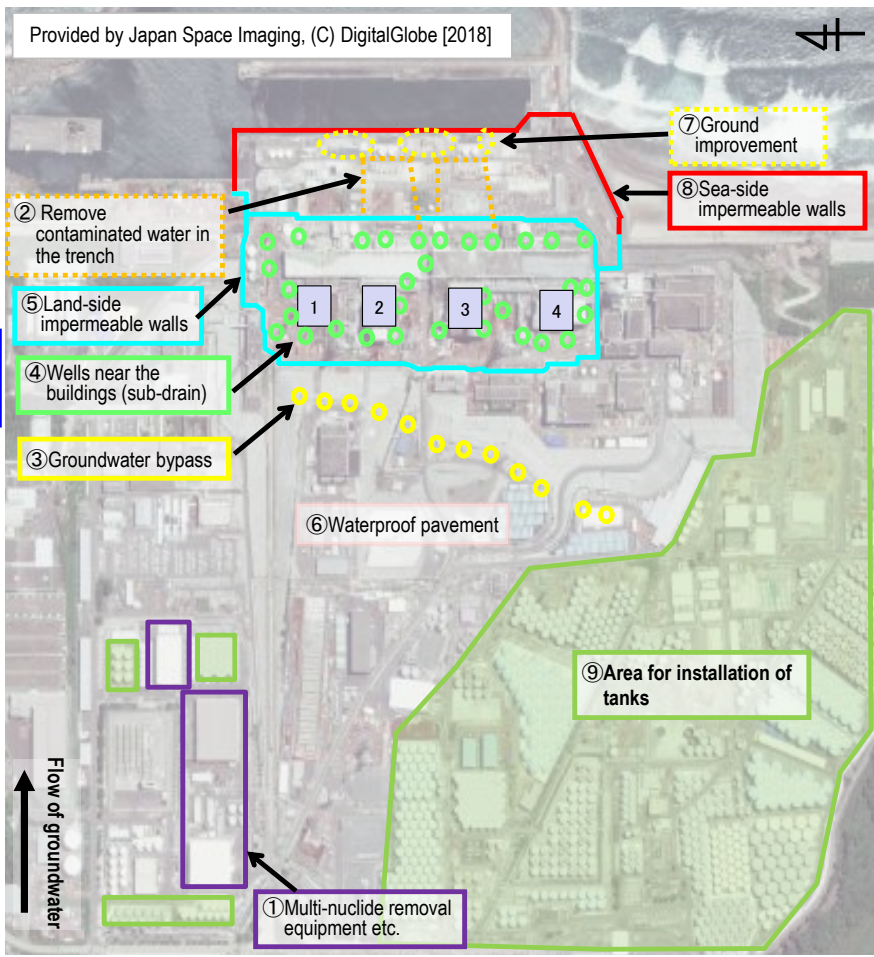 Provided by Japan Space Imaging, (C) DigitalGlobe [2018]
⑦Ground
improvement
⑧Sea-side
impermeable walls
② Remove
contaminated water in
the trench
⑤Land-side
impermeable walls
1
2
3
4
④Wells near the
buildings (sub-drain)
③Groundwater bypass
⑥Waterproof pavement
⑨Area for installation of
tanks
Flow of groundwater
①Multi-nuclide removal
equipment etc.